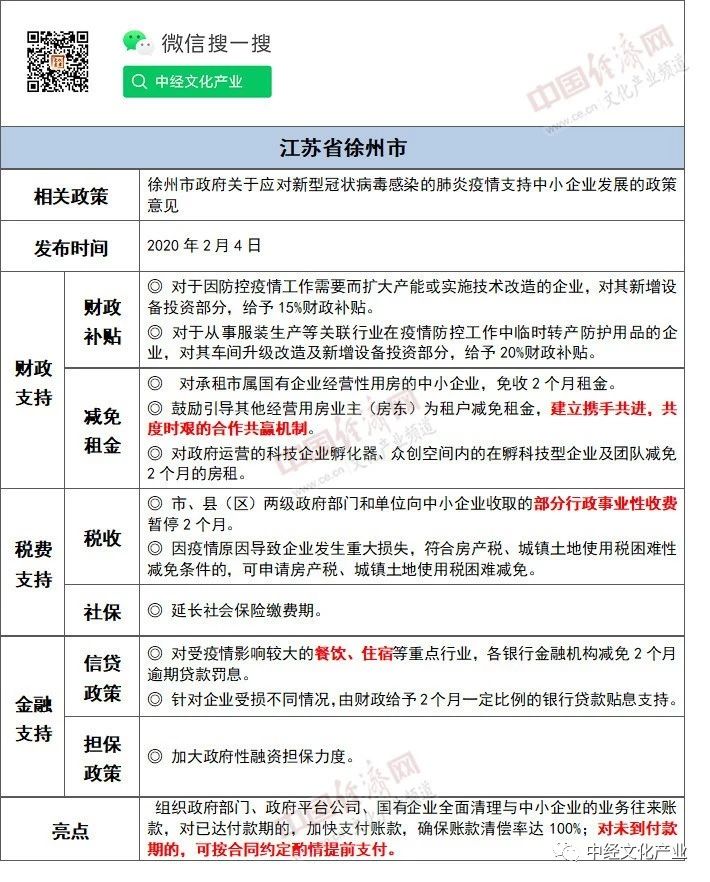 微信搜一搜
中经文化产业
中国经济网
www.ce.cn 文化产业频道
江苏省徐州市
相关政策
徐州市政府关于应对新型冠状病毒感染的肺炎疫情支持中小企业发展的政策
意见
发布时间
2020 年 2 月 4 日
财政
支持
财政
补贴
◎ 对于因防控疫情工作需要而扩大产能或实施技术改造的企业，对其新增设
备投资部分，给予 15%财政补贴。
◎ 对于从事服装生产等关联行业在疫情防控工作中临时转产防护用品的企
业，对其车间升级改造及新增设备投资部分，给予 20%财政补贴。
减免
租金
◎ 对承租市属国有企业经营性用房的中小企业，免收 2 个月租金。
◎ 鼓励引导其他经营用房业主（房东）为租户减免租金，建立携手共进，共
度时艰的合作共赢机制。
◎ 对政府运营的科技企业孵化器、众创空间内的在孵科技型企业及团队减免
2 个月的房租。
中国经济网
www.ce.cn 文化产业频道
税费
支持
税收
◎ 市、县（区）两级政府部门和单位向中小企业收取的部分行政事业性收费
暂停 2 个月。
◎ 因疫情原因导致企业发生重大损失，符合房产税、城镇土地使用税困难性
减免条件的，可申请房产税、城镇土地使用税困难减免。
社保
◎ 延长社会保险缴费期。
金融
支持
信贷
政策
◎ 对受疫情影响较大的餐饮、住宿等重点行业，各银行金融机构减免 2 个月
逾期贷款罚息。
◎ 针对企业受损不同情况，由财政给予 2 个月一定比例的银行贷款贴息支持。
担保
政策
◎ 加大政府性融资担保力度。
中国经济网
www.ce.cn 文化产业频道
亮点
组织政府部门、政府平台公司、国有企业全面清理与中小企业的业务往来账
款，对已达付款期的，加快支付账款，确保账款清偿率达 100%；对未到付款
期的，可按合同约定酌情提前支付。
中经文化产业